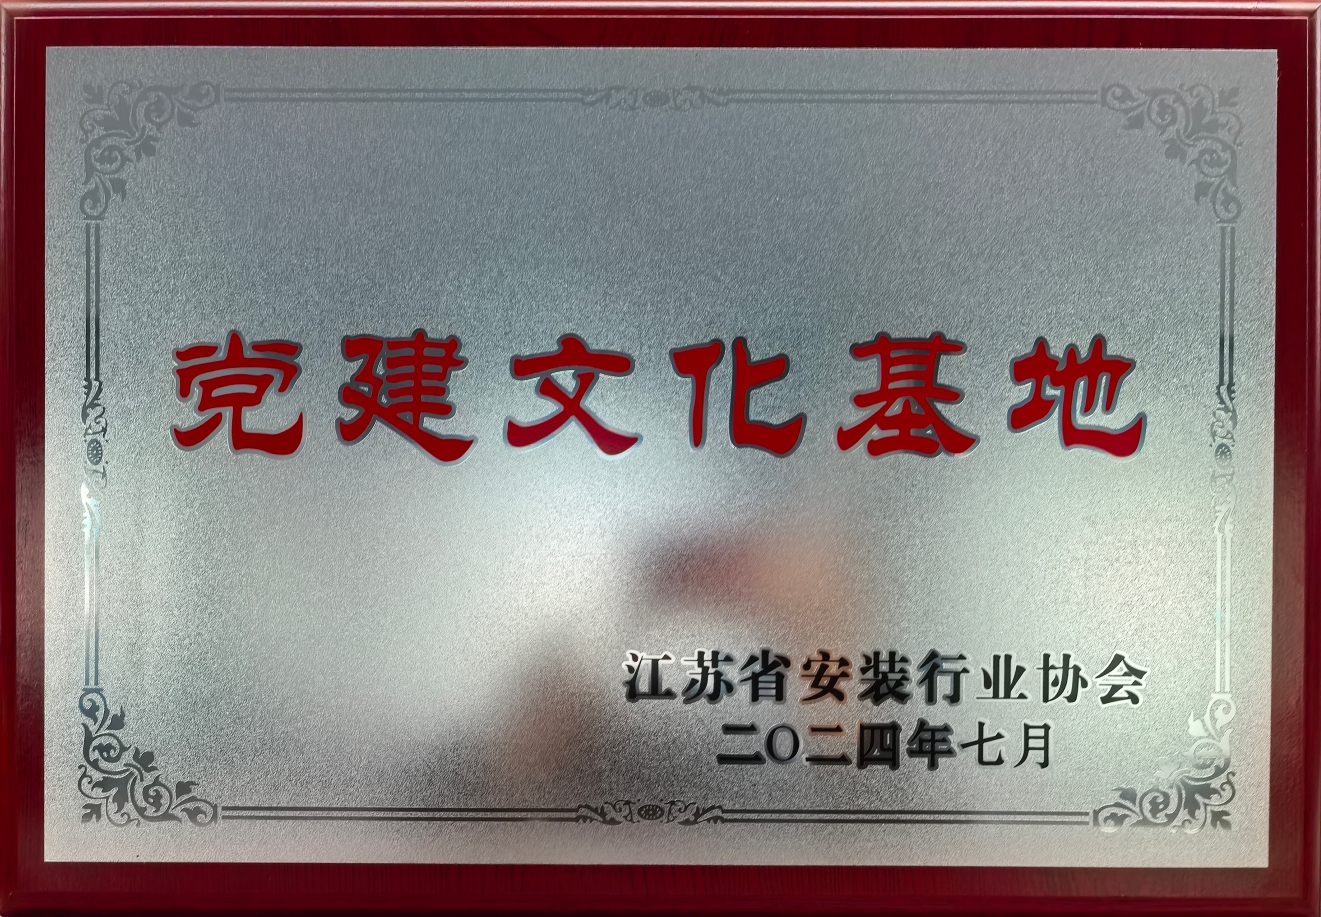 党建文化基地
江苏省安装行业协会
二〇二四年七月